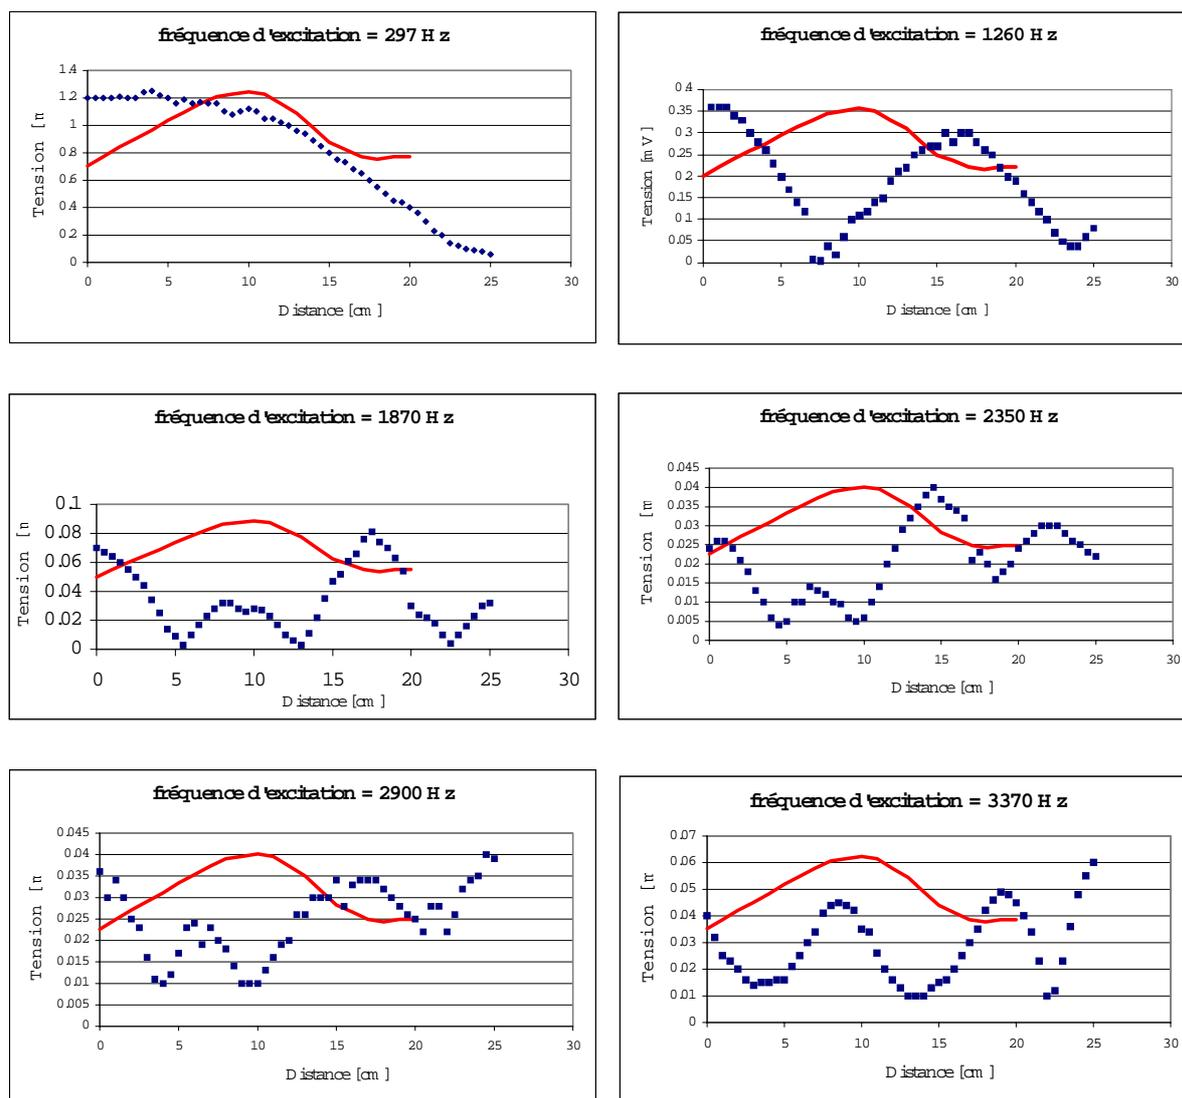 fréquence d'excitation = 297 Hz
1.4
1.2
1
0.8
0.6
0.4
0.2
0
Tension [m
0 5 10 15 20 25 30
Distance [cm]
fréquence d'excitation = 1260 Hz
0.4
0.35
0.3
0.25
0.2
0.15
0.1
0.05
0
Tension [mV]
0 5 10 15 20 25 30
Distance [cm]
fréquence d'excitation = 1870 Hz
0.1
0.08
0.06
0.04
0.02
0
Tension [m
0 5 10 15 20 25 30
Distance [cm]
fréquence d'excitation = 2350 Hz
0.045
0.04
0.035
0.03
0.025
0.02
0.015
0.01
0.005
0
Tension [m
0 5 10 15 20 25 30
Distance [cm]
fréquence d'excitation = 2900 Hz
0.045
0.04
0.035
0.03
0.025
0.02
0.015
0.01
0.005
0
Tension [m
0 5 10 15 20 25 30
Distance [cm]
fréquence d'excitation = 3370 Hz
0.07
0.06
0.05
0.04
0.03
0.02
0.01
0
Tension [m
0 5 10 15 20 25 30
Distance [cm]